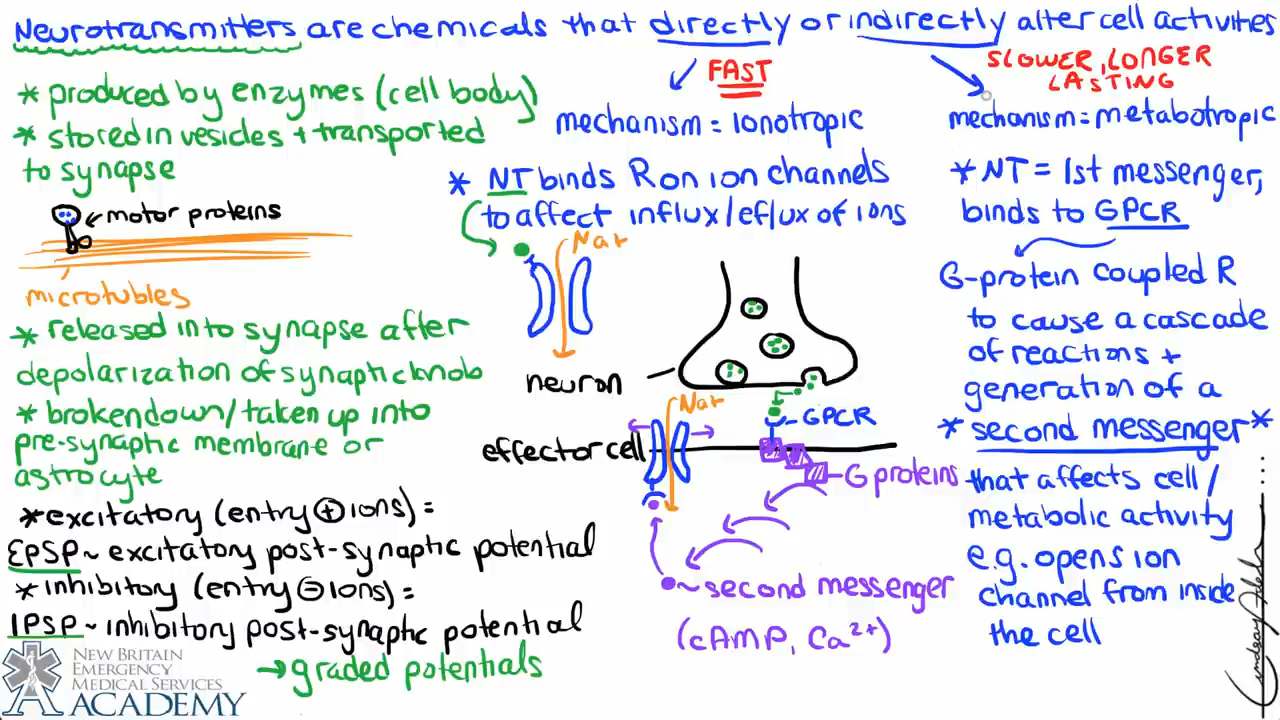 Neurotransmitters are chemicals that directly or indirectly alter cell activities
* produced by enzymes (cell body)
* stored in vesicles + transported
to synapse
motor proteins
microtubles
* released into synapse after
depolarization of synaptic knob
* broken down/taken up into
pre-synaptic membrane or
astrocyte
*excitatory (entry ⊕ ions) =
EPSP ~ excitatory post-synaptic potential
*inhibitory (entry ⊖ ions) =
IPSP ~ inhibitory post-synaptic potential
→ graded potentials
NEW BRITAIN
EMERGENCY
MEDICAL SERVICES
ACADEMY
FAST
mechanism = ionotropic
* NT binds R on ion channels
to affect influx/eflux of ions
Na+
neuron
Na+
GPCR
effector cell
G proteins
second messenger
(cAMP, Ca²⁺)
SLOWER, LONGER
LASTING
mechanism = metabotropic
* NT = 1st messenger,
binds to GPCR
G-protein coupled R
to cause a cascade
of reactions +
generation of a
* second messenger *
that affects cell/
metabolic activity
e.g. opens ion
channel from inside
the cell